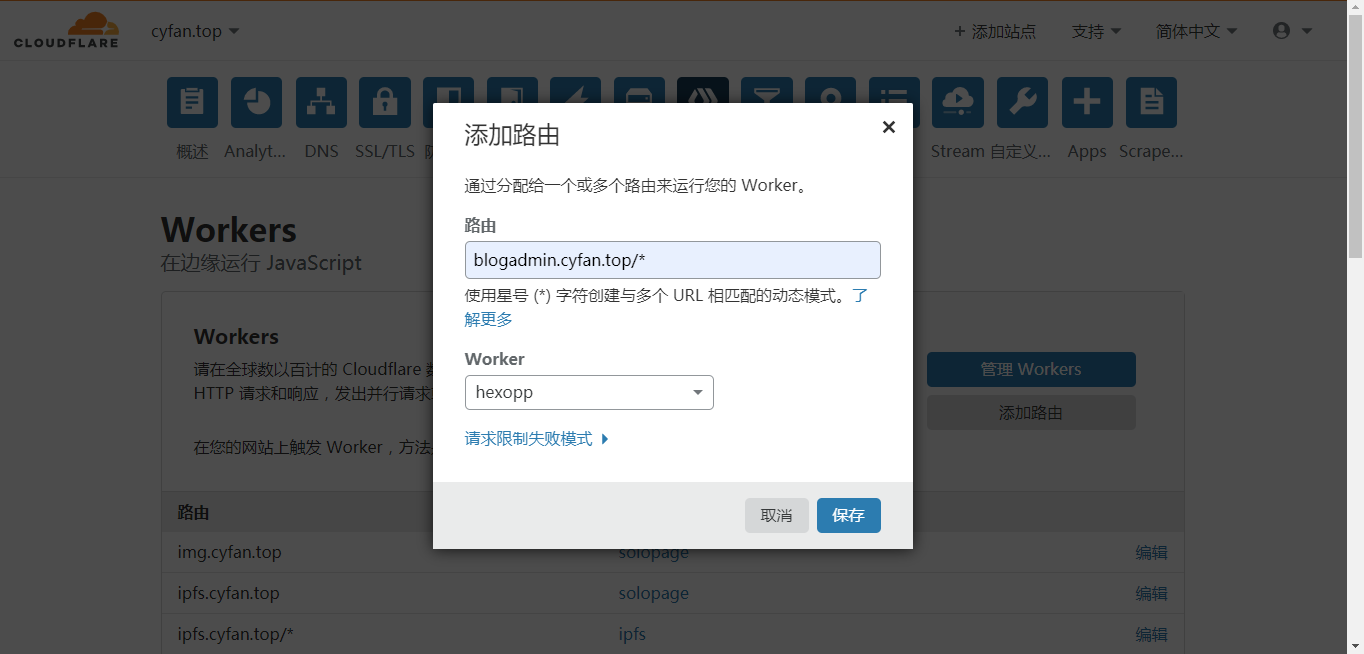 CLOUDFLARE
cyfan.top
+ 添加站点
支持
简体中文
概述
Analyt...
DNS
SSL/TLS
Stream
自定义...
Apps
Scrape...
添加路由
×
通过分配给一个或多个路由来运行您的 Worker。
路由
blogadmin.cyfan.top/*
使用星号 (*) 字符创建与多个 URL 相匹配的动态模式。了
解更多
Worker
hexopp
请求限制失败模式
取消
保存
Workers
在边缘运行 JavaScript
Workers
请在全球数以百计的 Cloudflare
HTTP 请求和响应，发出并行请求
在您的网站上触发 Worker，方法
管理 Workers
添加路由
路由
img.cyfan.top
solopage
编辑
ipfs.cyfan.top
solopage
编辑
ipfs.cyfan.top/*
ipfs
编辑